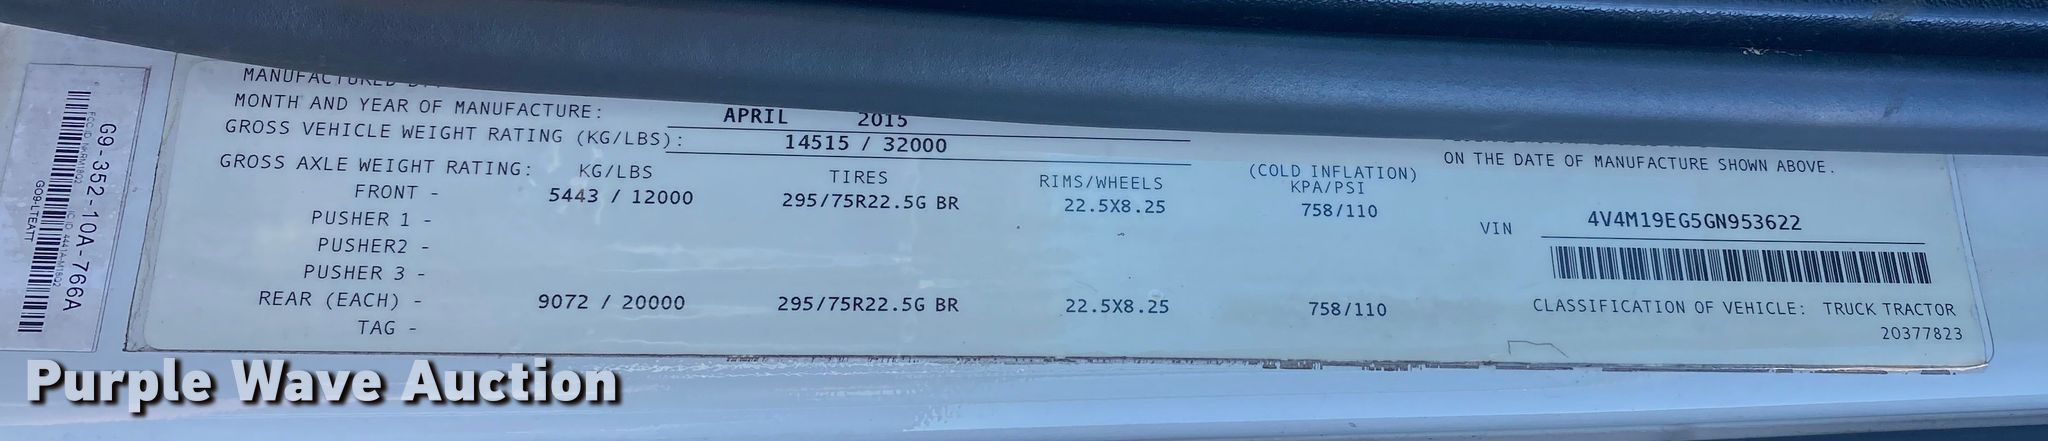 G9-352-10A-766A
GO9-LTEATT
MANUFACTURED
MONTH AND YEAR OF MANUFACTURE: APRIL 2015
GROSS VEHICLE WEIGHT RATING (KG/LBS): 14515 / 32000
GROSS AXLE WEIGHT RATING: KG/LBS TIRES RIMS/WHEELS (COLD INFLATION) KPA/PSI
FRONT - 5443 / 12000 295/75R22.5G BR 22.5X8.25 758/110
PUSHER 1 -
PUSHER2 -
PUSHER 3 -
REAR (EACH) - 9072 / 20000 295/75R22.5G BR 22.5X8.25 758/110
TAG -
ON THE DATE OF MANUFACTURE SHOWN ABOVE.
VIN 4V4M19EG5GN953622
CLASSIFICATION OF VEHICLE: TRUCK TRACTOR
20377823
Purple Wave Auction